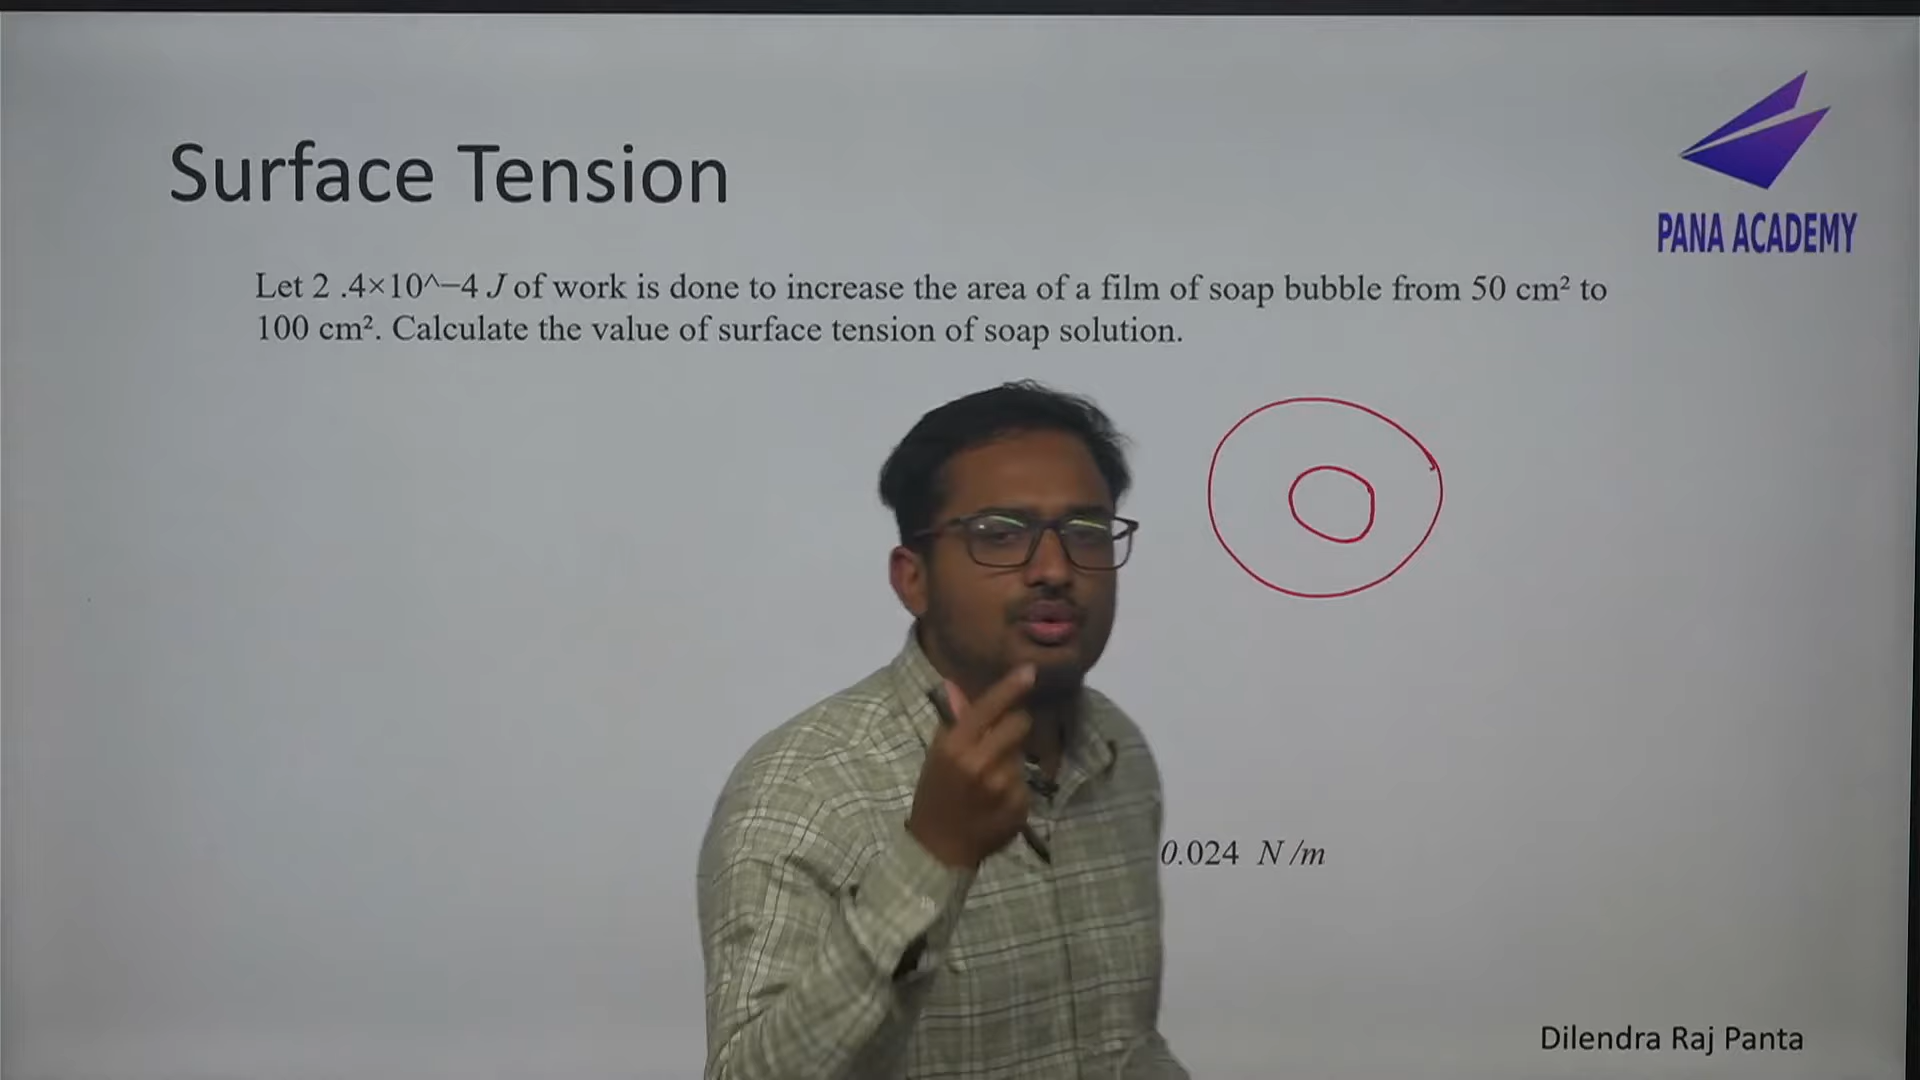 Surface Tension
PANA ACADEMY
Let 2 .4×10^−4 J of work is done to increase the area of a film of soap bubble from 50 cm² to
100 cm². Calculate the value of surface tension of soap solution.
0.024 N/m
Dilendra Raj Panta